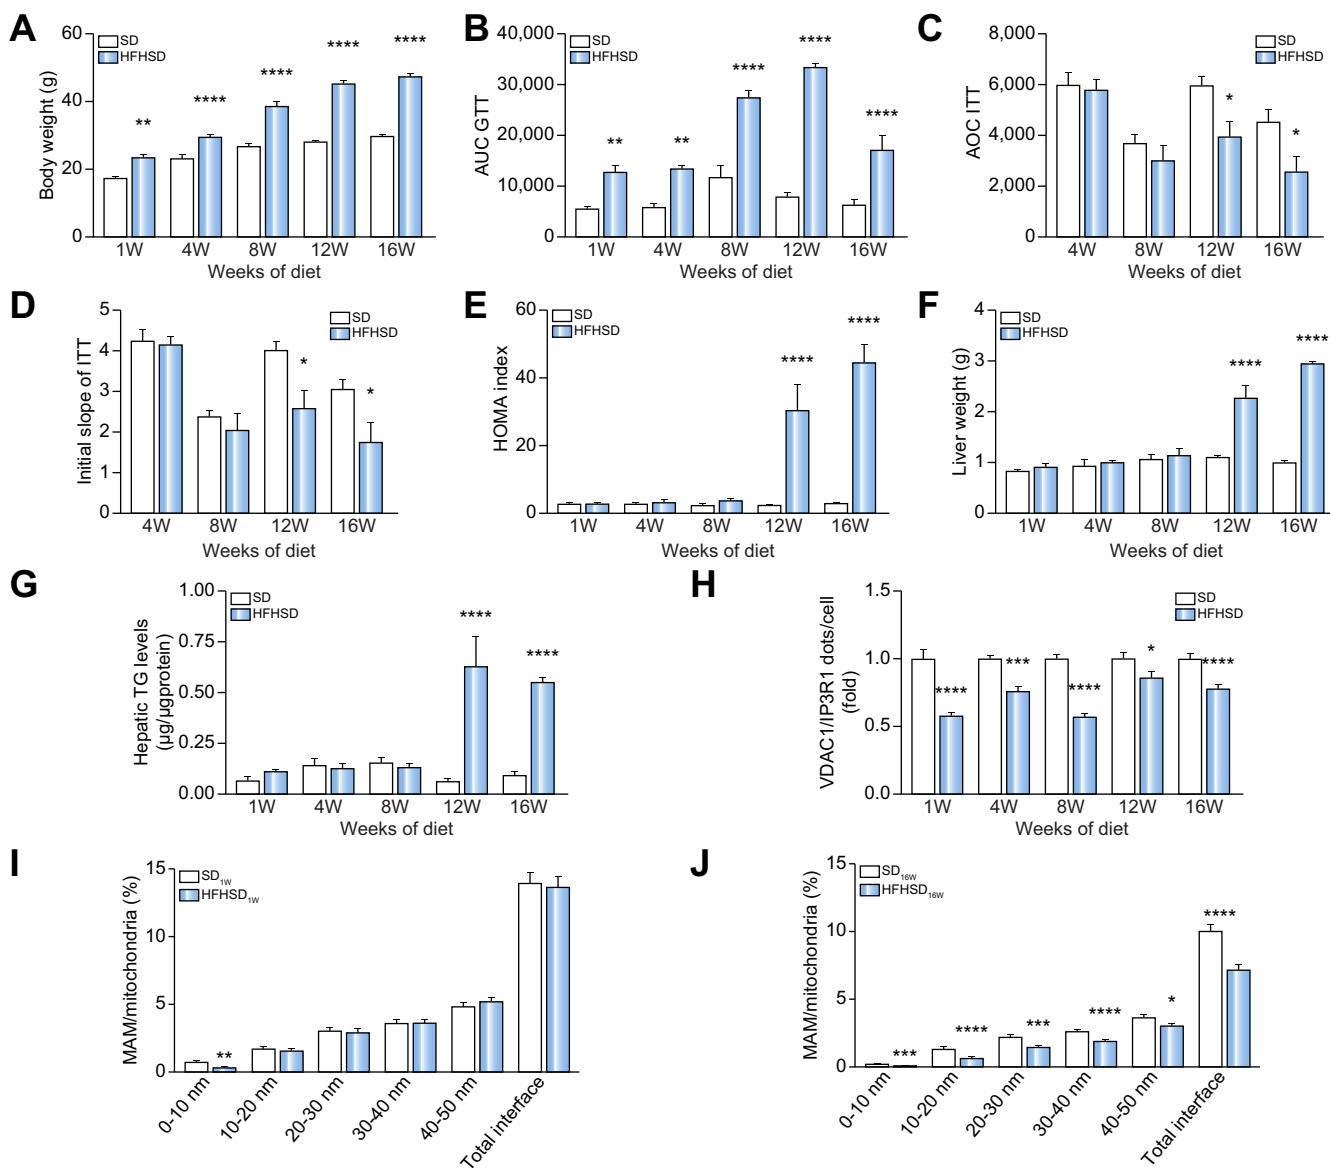 A
Body weight (g)
60
40
20
0
SD
HFHSD
**
****
****
****
****
1W 4W 8W 12W 16W
Weeks of diet
B
AUC GTT
40,000
30,000
20,000
10,000
0
SD
HFHSD
**
**
****
****
****
1W 4W 8W 12W 16W
Weeks of diet
C
AOC ITT
8,000
6,000
4,000
2,000
0
SD
HFHSD
*
*
4W 8W 12W 16W
Weeks of diet
D
Initial slope of ITT
5
4
3
2
1
0
SD
HFHSD
*
*
4W 8W 12W 16W
Weeks of diet
E
HOMA index
60
40
20
0
SD
HFHSD
****
****
1W 4W 8W 12W 16W
Weeks of diet
F
Liver weight (g)
4
3
2
1
0
SD
HFHSD
****
****
1W 4W 8W 12W 16W
Weeks of diet
G
Hepatic TG levels
(µg/µgprotein)
1.00
0.75
0.50
0.25
0.00
SD
HFHSD
****
****
1W 4W 8W 12W 16W
Weeks of diet
H
VDAC1/IP3R1 dots/cell
(fold)
1.5
1.0
0.5
0.0
SD
HFHSD
****
***
****
*
****
1W 4W 8W 12W 16W
Weeks of diet
I
MAM/mitochondria (%)
15
10
5
0
SD1W
HFHSD1W
**
0-10 nm
10-20 nm
20-30 nm
30-40 nm
40-50 nm
Total interface
J
MAM/mitochondria (%)
15
10
5
0
SD16W
HFHSD16W
***
****
***
****
*
****
0-10 nm
10-20 nm
20-30 nm
30-40 nm
40-50 nm
Total interface